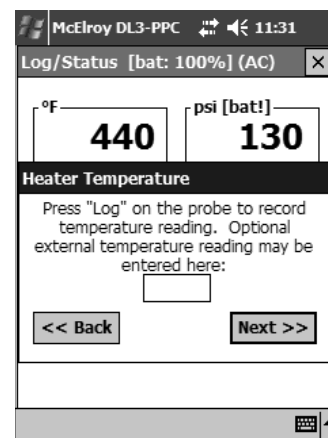 McElroy DL3-PPC 11:31
Log/Status [bat: 100%] (AC)
°F psi [bat!]
440 130
Heater Temperature
Press "Log" on the probe to record
temperature reading. Optional
external temperature reading may be
entered here:
<< Back Next >>